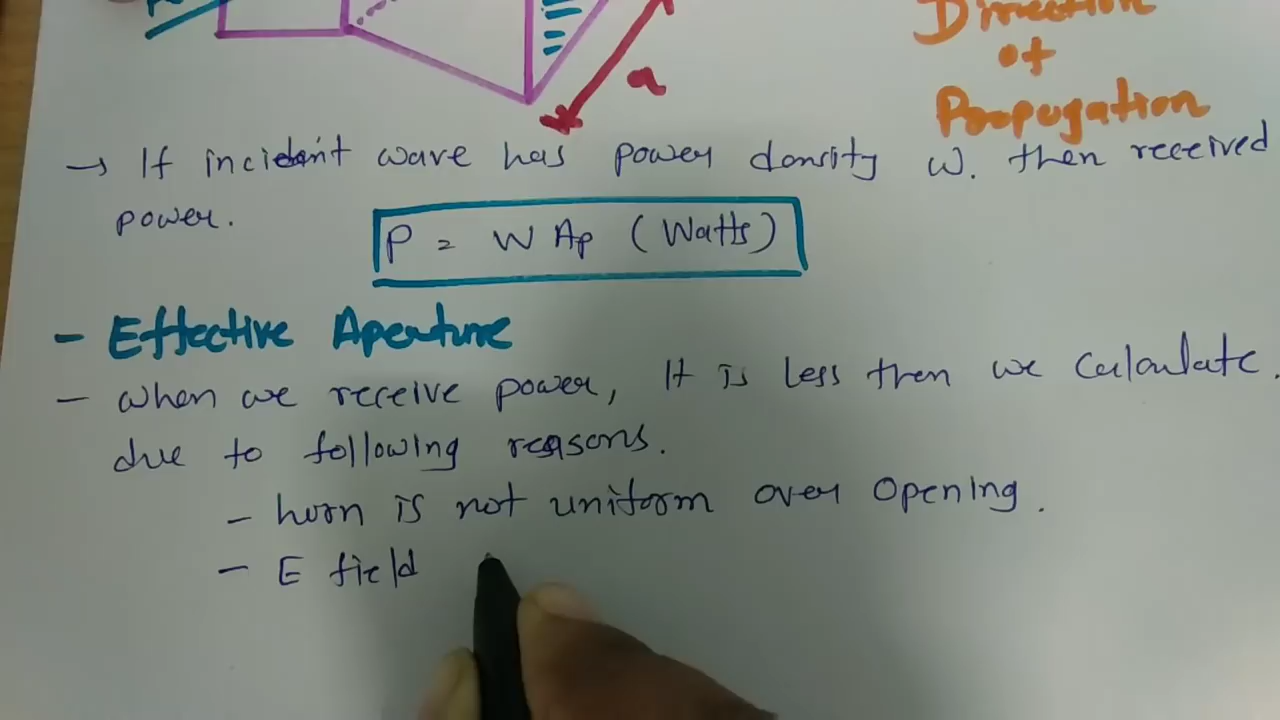 Direction
of
Propugation
a
→ If incident wave has power density W. then received
power.
P = W Ap (Watts)
- Effective Aperture
- when we receive power, It is less then we calculate.
due to following reasons.
- horn is not uniform over opening.
- E field